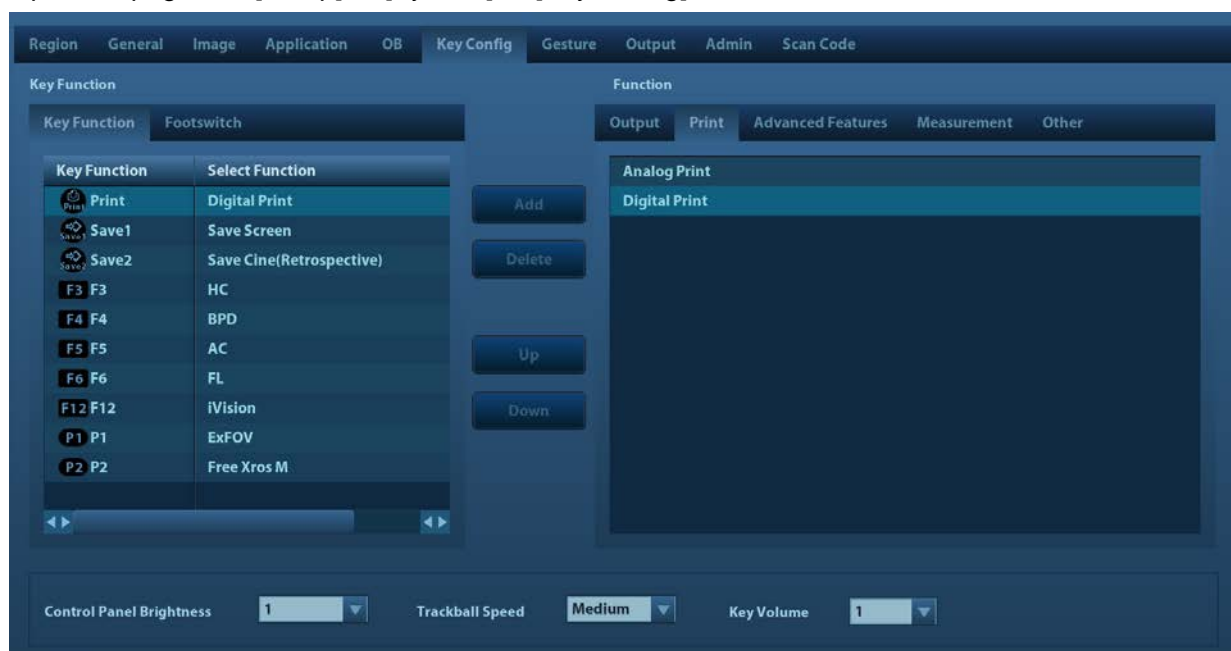 Region General Image Application OB Key Config Gesture Output Admin Scan Code
Key Function
Function
Key Function Footswitch
Output Print Advanced Features Measurement Other
Key Function Select Function
Print Print Digital Print
Save1 Save1 Save Screen
Save2 Save2 Save Cine(Retrospective)
F3 F3 HC
F4 F4 BPD
F5 F5 AC
F6 F6 FL
F12 F12 iVision
P1 P1 ExFOV
P2 P2 Free Xros M
Add
Delete
Up
Down
Analog Print
Digital Print
Control Panel Brightness 1 Trackball Speed Medium Key Volume 1